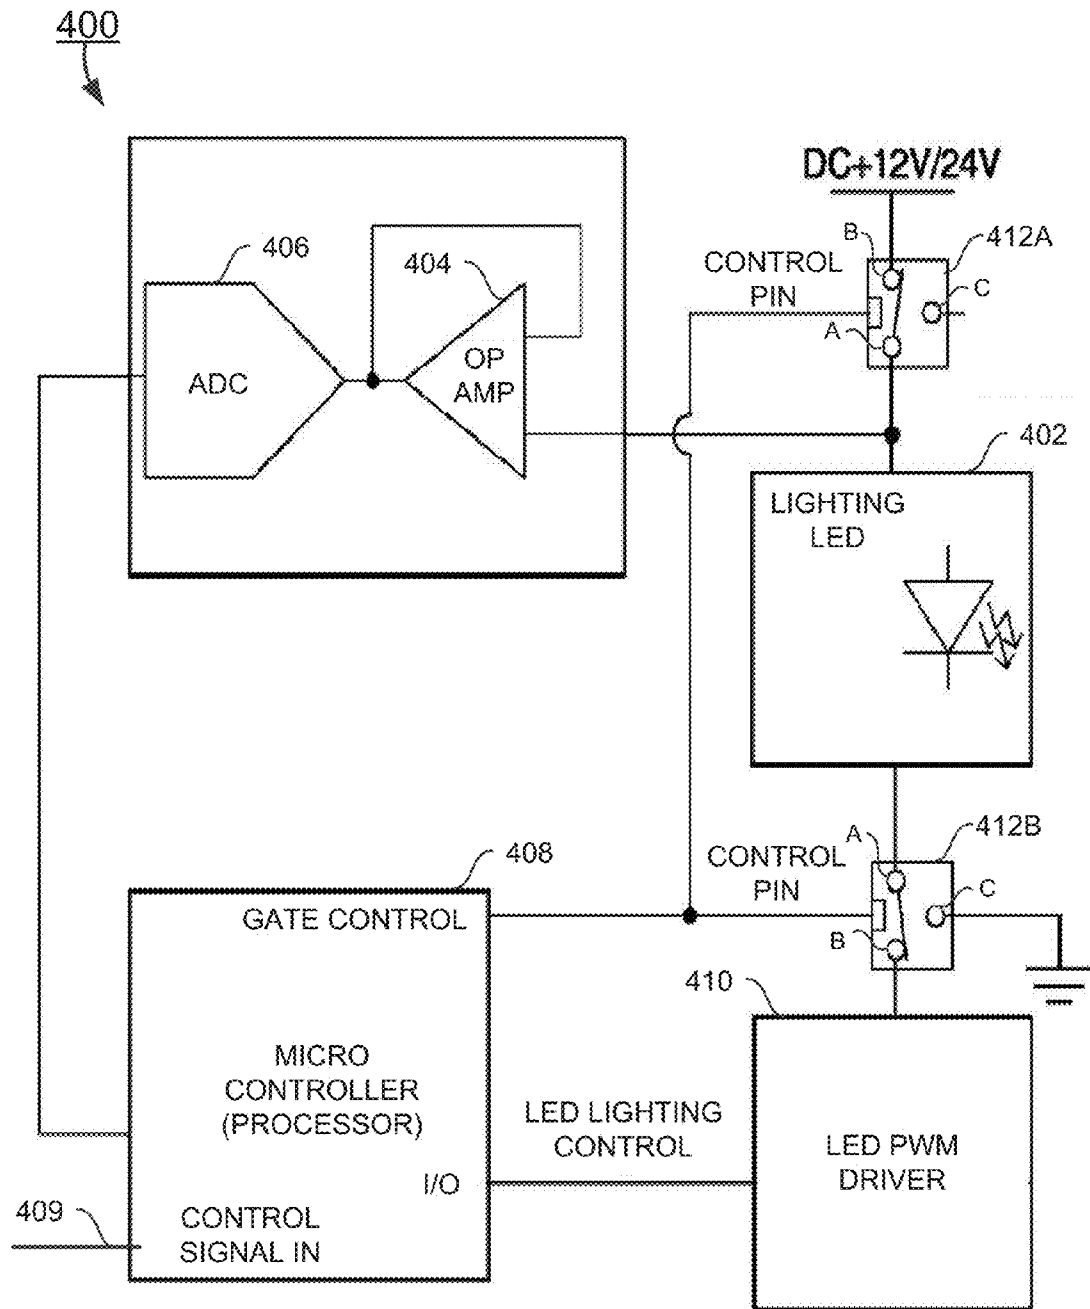 400
DC+12V/24V
406
404
B
412A
CONTROL
PIN
C
A
OP
AMP
ADC
402
LIGHTING
LED
408
A
412B
CONTROL
PIN
C
GATE CONTROL
B
410
MICRO
CONTROLLER
(PROCESSOR)
LED LIGHTING
CONTROL
LED PWM
DRIVER
I/O
409
CONTROL
SIGNAL IN